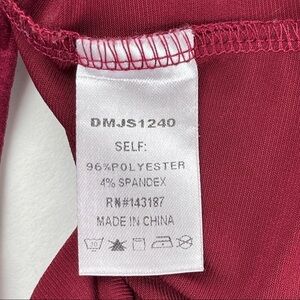 DMJS1240
SELF:
96%POLYESTER
4% SPANDEX
RN#143187
MADE IN CHINA